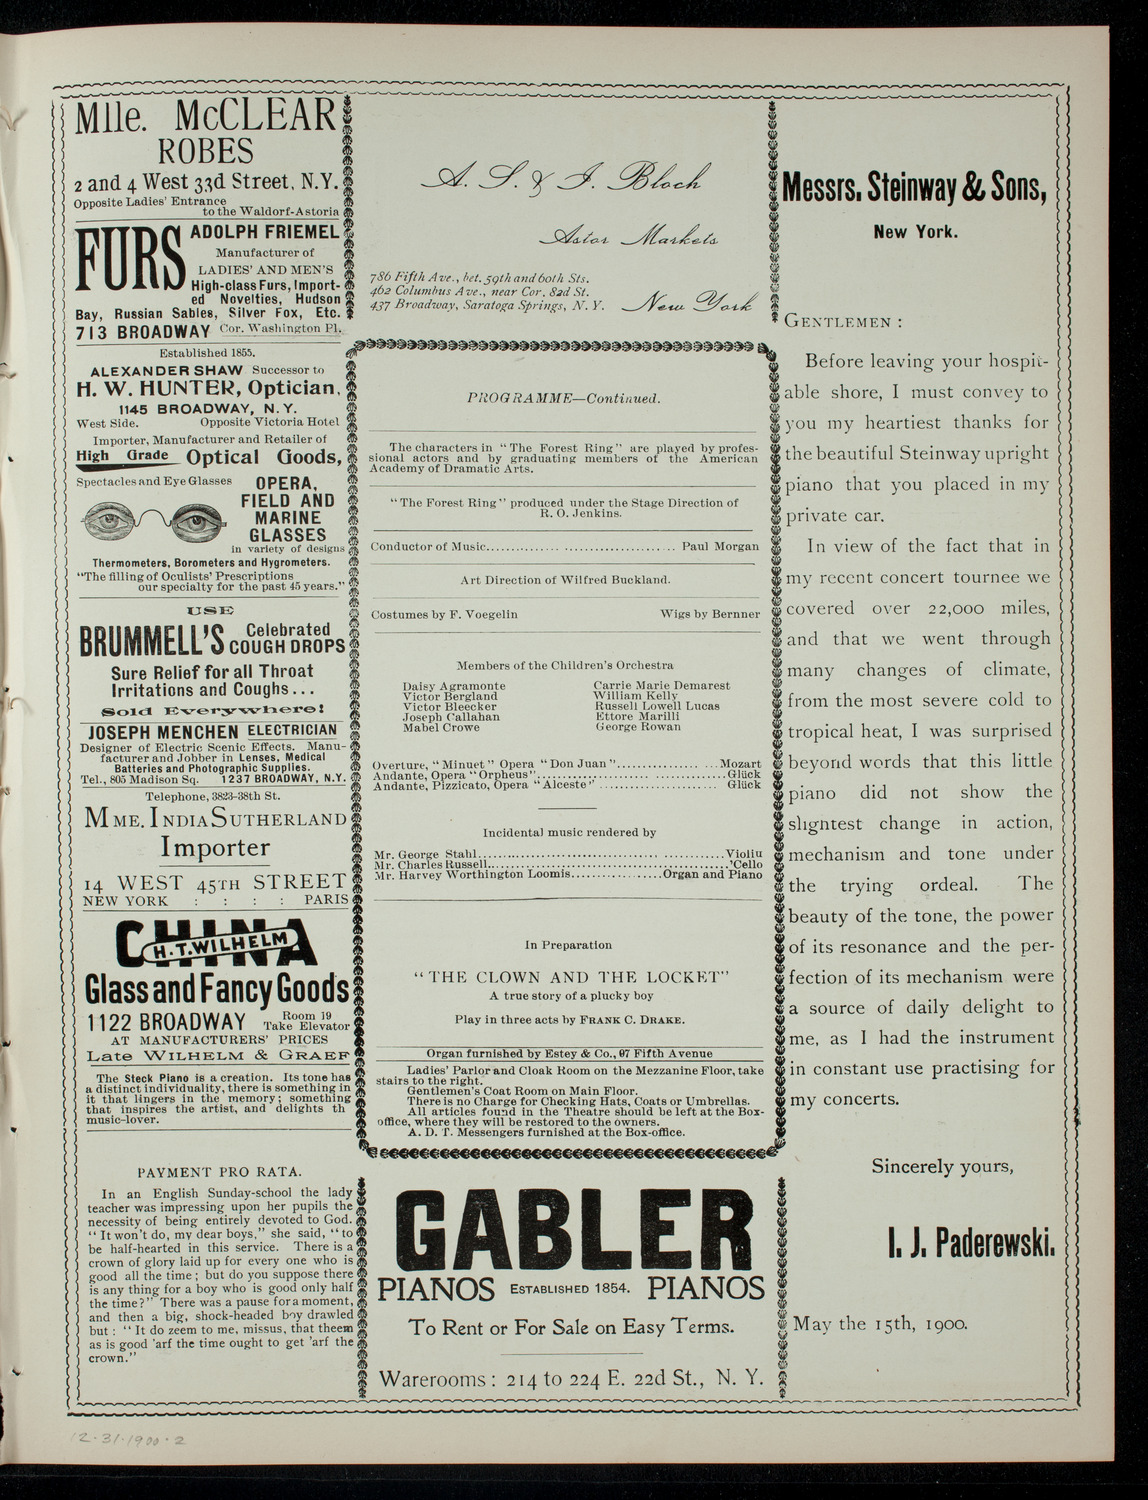 Mlle. McCLEAR
ROBES
2 and 4 West 33d Street, N.Y.
Opposite Ladies' Entrance
to the Waldorf-Astoria
FURS
ADOLPH FRIEMEL
Manufacturer of
LADIES' AND MEN'S
High-class Furs, Import-
ed Novelties, Hudson
Bay, Russian Sables, Silver Fox, Etc.
713 BROADWAY Cor. Washington Pl.
Established 1855.
ALEXANDER SHAW Successor to
H. W. HUNTER, Optician,
1145 BROADWAY, N. Y.
West Side. Opposite Victoria Hotel
Importer, Manufacturer and Retailer of
High Grade Optical Goods,
Spectacles and Eye Glasses
OPERA,
FIELD AND
MARINE
GLASSES
in variety of designs
Thermometers, Borometers and Hygrometers.
"The filling of Oculists' Prescriptions
our specialty for the past 45 years."
USE
BRUMMELL'S Celebrated
COUGH DROPS
Sure Relief for all Throat
Irritations and Coughs...
Sold Everywhere!
JOSEPH MENCHEN ELECTRICIAN
Designer of Electric Scenic Effects. Manu-
facturer and Jobber in Lenses, Medical
Batteries and Photographic Supplies.
Tel., 805 Madison Sq. 1237 BROADWAY, N.Y.
Telephone, 3823-38th St.
MME. INDIA SUTHERLAND
Importer
14 WEST 45TH STREET
NEW YORK : : : : PARIS
CHINA
H. T. WILHELM
Glass and Fancy Goods
1122 BROADWAY Room 19
Take Elevator
AT MANUFACTURERS' PRICES
Late WILHELM & GRAEF
The Steck Piano is a creation. Its tone has
a distinct individuality, there is something in
it that lingers in the memory; something
that inspires the artist, and delights th
music-lover.
PAYMENT PRO RATA.
In an English Sunday-school the lady
teacher was impressing upon her pupils the
necessity of being entirely devoted to God.
"It won't do, my dear boys," she said, "to
be half-hearted in this service. There is a
crown of glory laid up for every one who is
good all the time; but do you suppose there
is any thing for a boy who is good only half
the time?" There was a pause for a moment,
and then a big, shock-headed boy drawled
but: "It do zeem to me, missus, that theem
as is good 'arf the time ought to get 'arf the
crown."
A. S. & I. Bloch
Astor Markets
786 Fifth Ave., bet. 59th and 60th Sts.
462 Columbus Ave., near Cor. 82d St.
437 Broadway, Saratoga Springs, N. Y.
New York
PROGRAMME—Continued.
The characters in "The Forest Ring" are played by profes-
sional actors and by graduating members of the American
Academy of Dramatic Arts.
"The Forest Ring" produced under the Stage Direction of
R. O. Jenkins.
Conductor of Music.................................... Paul Morgan
Art Direction of Wilfred Buckland.
Costumes by F. Voegelin Wigs by Bernner
Members of the Children's Orchestra
Daisy Agramonte Carrie Marie Demarest
Victor Bergland William Kelly
Victor Bleecker Russell Lowell Lucas
Joseph Callahan Ettore Marilli
Mabel Crowe George Rowan
Overture, "Minuet" Opera "Don Juan"....................Mozart
Andante, Opera "Orpheus"............................... Glück
Andante, Pizzicato, Opera "Alceste" ...................... Glück
Incidental music rendered by
Mr. George Stahl..............................................Violiu
Mr. Charles Russell.............................................'Cello
Mr. Harvey Worthington Loomis.................Organ and Piano
In Preparation
"THE CLOWN AND THE LOCKET"
A true story of a plucky boy
Play in three acts by FRANK C. DRAKE.
Organ furnished by Estey & Co., 97 Fifth Avenue
Ladies' Parlor and Cloak Room on the Mezzanine Floor, take
stairs to the right.
Gentlemen's Coat Room on Main Floor.
There is no Charge for Checking Hats, Coats or Umbrellas.
All articles found in the Theatre should be left at the Box-
office, where they will be restored to the owners.
A. D. T. Messengers furnished at the Box-office.
GABLER
PIANOS ESTABLISHED 1854. PIANOS
To Rent or For Sale on Easy Terms.
Warerooms: 214 to 224 E. 22d St., N. Y.
Messrs. Steinway & Sons,
New York.
GENTLEMEN:
Before leaving your hospit-
able shore, I must convey to
you my heartiest thanks for
the beautiful Steinway upright
piano that you placed in my
private car.
In view of the fact that in
my recent concert tournee we
covered over 22,000 miles,
and that we went through
many changes of climate,
from the most severe cold to
tropical heat, I was surprised
beyond words that this little
piano did not show the
slightest change in action,
mechanism and tone under
the trying ordeal. The
beauty of the tone, the power
of its resonance and the per-
fection of its mechanism were
a source of daily delight to
me, as I had the instrument
in constant use practising for
my concerts.
Sincerely yours,
I. J. Paderewski.
May the 15th, 1900.
12-31-1900-2